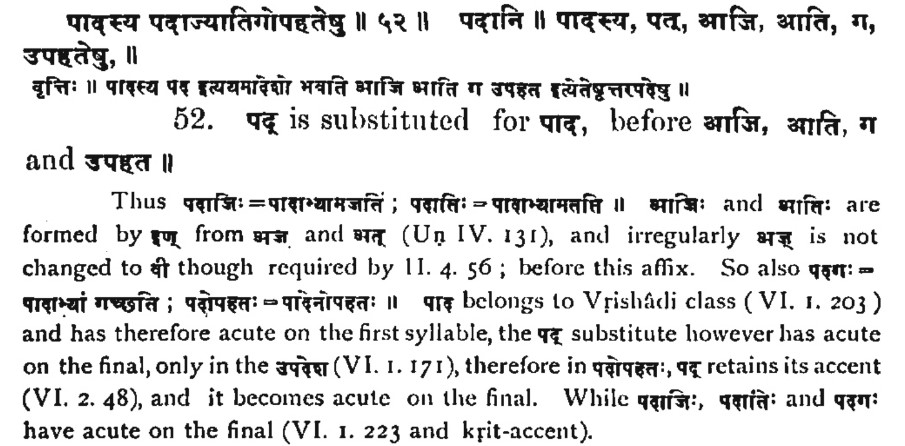 पादस्य पदाज्यातिगोपहतेषु ॥ ५२ ॥ पदानि ॥ पादस्य, पत्, आजि, आति, ग,
उपहतेषु, ॥
वृत्तिः ॥ पादस्य पद इत्ययमादेशो भवति आजि आति ग उपहत इत्येतेषूत्तरपदेषु ॥
52. पद् is substituted for पाद, before आजि, आति, ग
and उपहत ॥
Thus पदाजिः=पादाभ्यामजतिं ; पदातिः=पादाभ्यामतति ॥ आजिः and आतिः are
formed by इण् from अज and अत् (Uṇ IV. 131), and irregularly अज् is not
changed to वी though required by II. 4. 56 ; before this affix. So also पदगः=
पादाभ्यां गच्छति ; पदोपहतः=पादेनोपहतः ॥ पाद belongs to Vṛishâdi class (VI. 1. 203)
and has therefore acute on the first syllable, the पद् substitute however has acute
on the final, only in the उपदेश (VI. 1. 171), therefore in पदोपहतः, पद् retains its accent
(VI. 2. 48), and it becomes acute on the final. While पदाजिः, पदातिः and पदगः
have acute on the final (VI. 1. 223 and kṛit-accent).